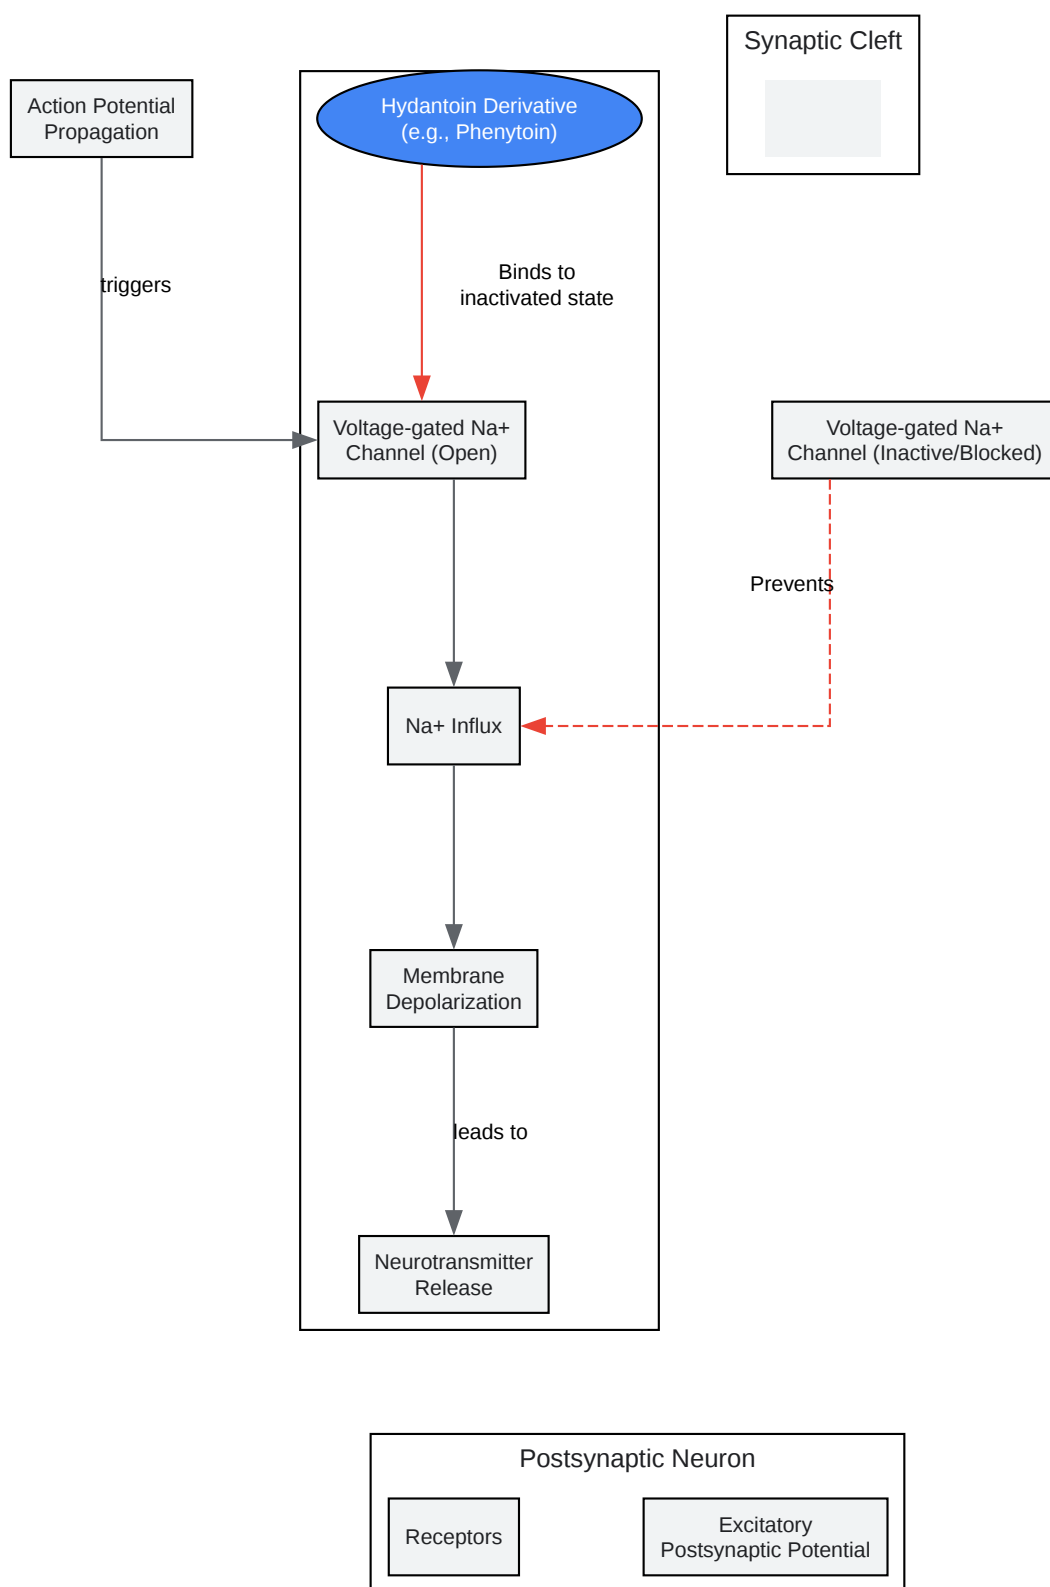 Synaptic Cleft
Action Potential
Propagation
Hydantoin Derivative
(e.g., Phenytoin)
triggers
Binds to
inactivated state
Voltage-gated Na+
Channel (Open)
Voltage-gated Na+
Channel (Inactive/Blocked)
Prevents
Na+ Influx
Membrane
Depolarization
leads to
Neurotransmitter
Release
Postsynaptic Neuron
Receptors
Excitatory
Postsynaptic Potential